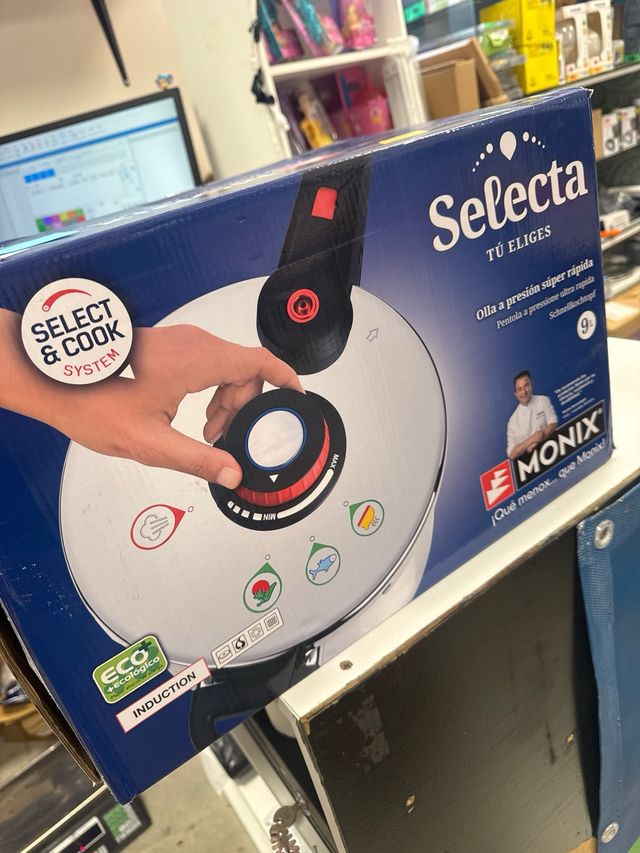 Selecta
TÚ ELIGES
Olla a presión súper rápida
Pentola a pressione ultra rapida
Schnellkochtopf
9L
SELECT
& COOK
SYSTEM
MAX
MIN
MONIX
¡Qué menox... que Monix!
ECO+
+Ecológico
INDUCTION